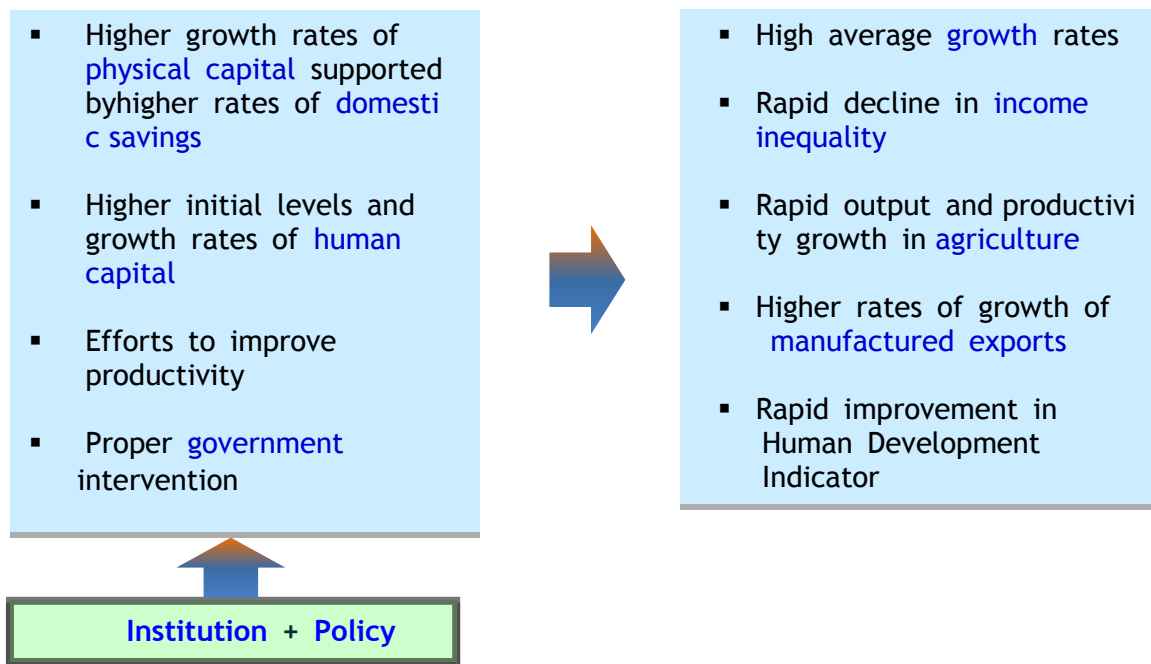 ▪ Higher growth rates of
physical capital supported
byhigher rates of domesti
c savings
▪ Higher initial levels and
growth rates of human
capital
▪ Efforts to improve
productivity
▪ Proper government
intervention
▪ High average growth rates
▪ Rapid decline in income
inequality
▪ Rapid output and productivi
ty growth in agriculture
▪ Higher rates of growth of
manufactured exports
▪ Rapid improvement in
Human Development
Indicator
Institution + Policy